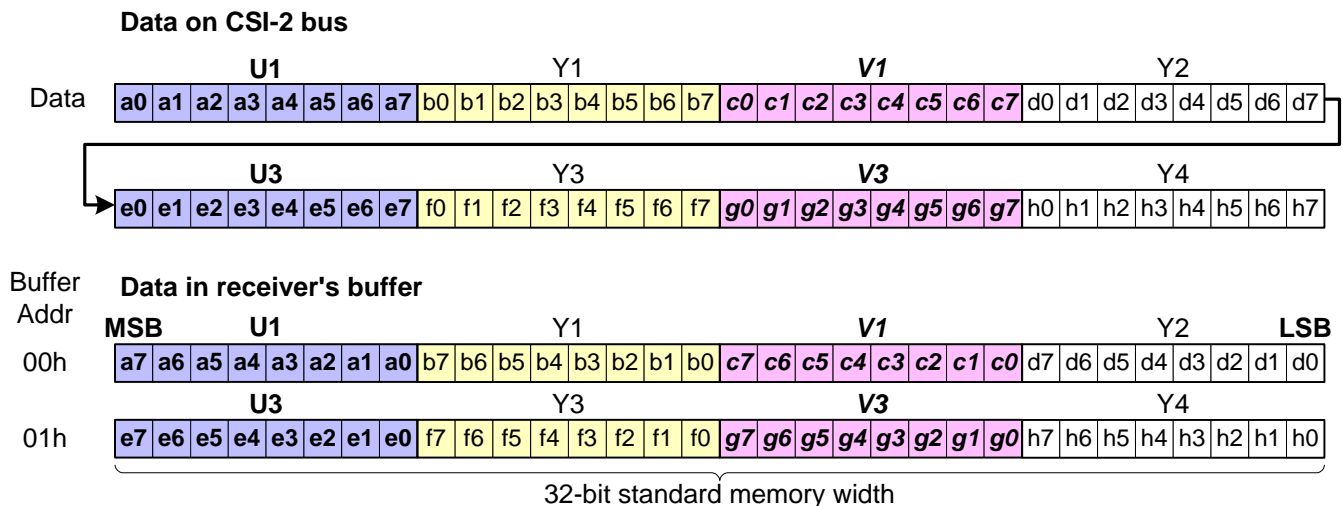 Data on CSI-2 bus
U1 Y1 V1 Y2
Data a0 a1 a2 a3 a4 a5 a6 a7 b0 b1 b2 b3 b4 b5 b6 b7 c0 c1 c2 c3 c4 c5 c6 c7 d0 d1 d2 d3 d4 d5 d6 d7
U3 Y3 V3 Y4
e0 e1 e2 e3 e4 e5 e6 e7 f0 f1 f2 f3 f4 f5 f6 f7 g0 g1 g2 g3 g4 g5 g6 g7 h0 h1 h2 h3 h4 h5 h6 h7
Buffer
Addr
Data in receiver's buffer
MSB U1 Y1 V1 Y2 LSB
00h a7 a6 a5 a4 a3 a2 a1 a0 b7 b6 b5 b4 b3 b2 b1 b0 c7 c6 c5 c4 c3 c2 c1 c0 d7 d6 d5 d4 d3 d2 d1 d0
U3 Y3 V3 Y4
01h e7 e6 e5 e4 e3 e2 e1 e0 f7 f6 f5 f4 f3 f2 f1 f0 g7 g6 g5 g4 g3 g2 g1 g0 h7 h6 h5 h4 h3 h2 h1 h0
32-bit standard memory width